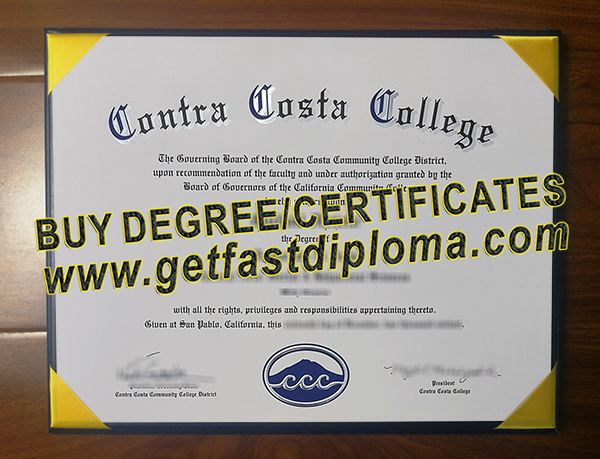 Contra Costa College
The Governing Board of the Contra Costa Community College District,
upon recommendation of the faculty and under authorization granted by the
Board of Governors of the California Community
BUY DEGREE/CERTIFICATES
the Degree of
www.getfastdiploma.com
with all the rights, privileges and responsibilities appertaining thereto.
Given at San Pablo, California, this
Contra Costa Community College District
President
Contra Costa College
CCC